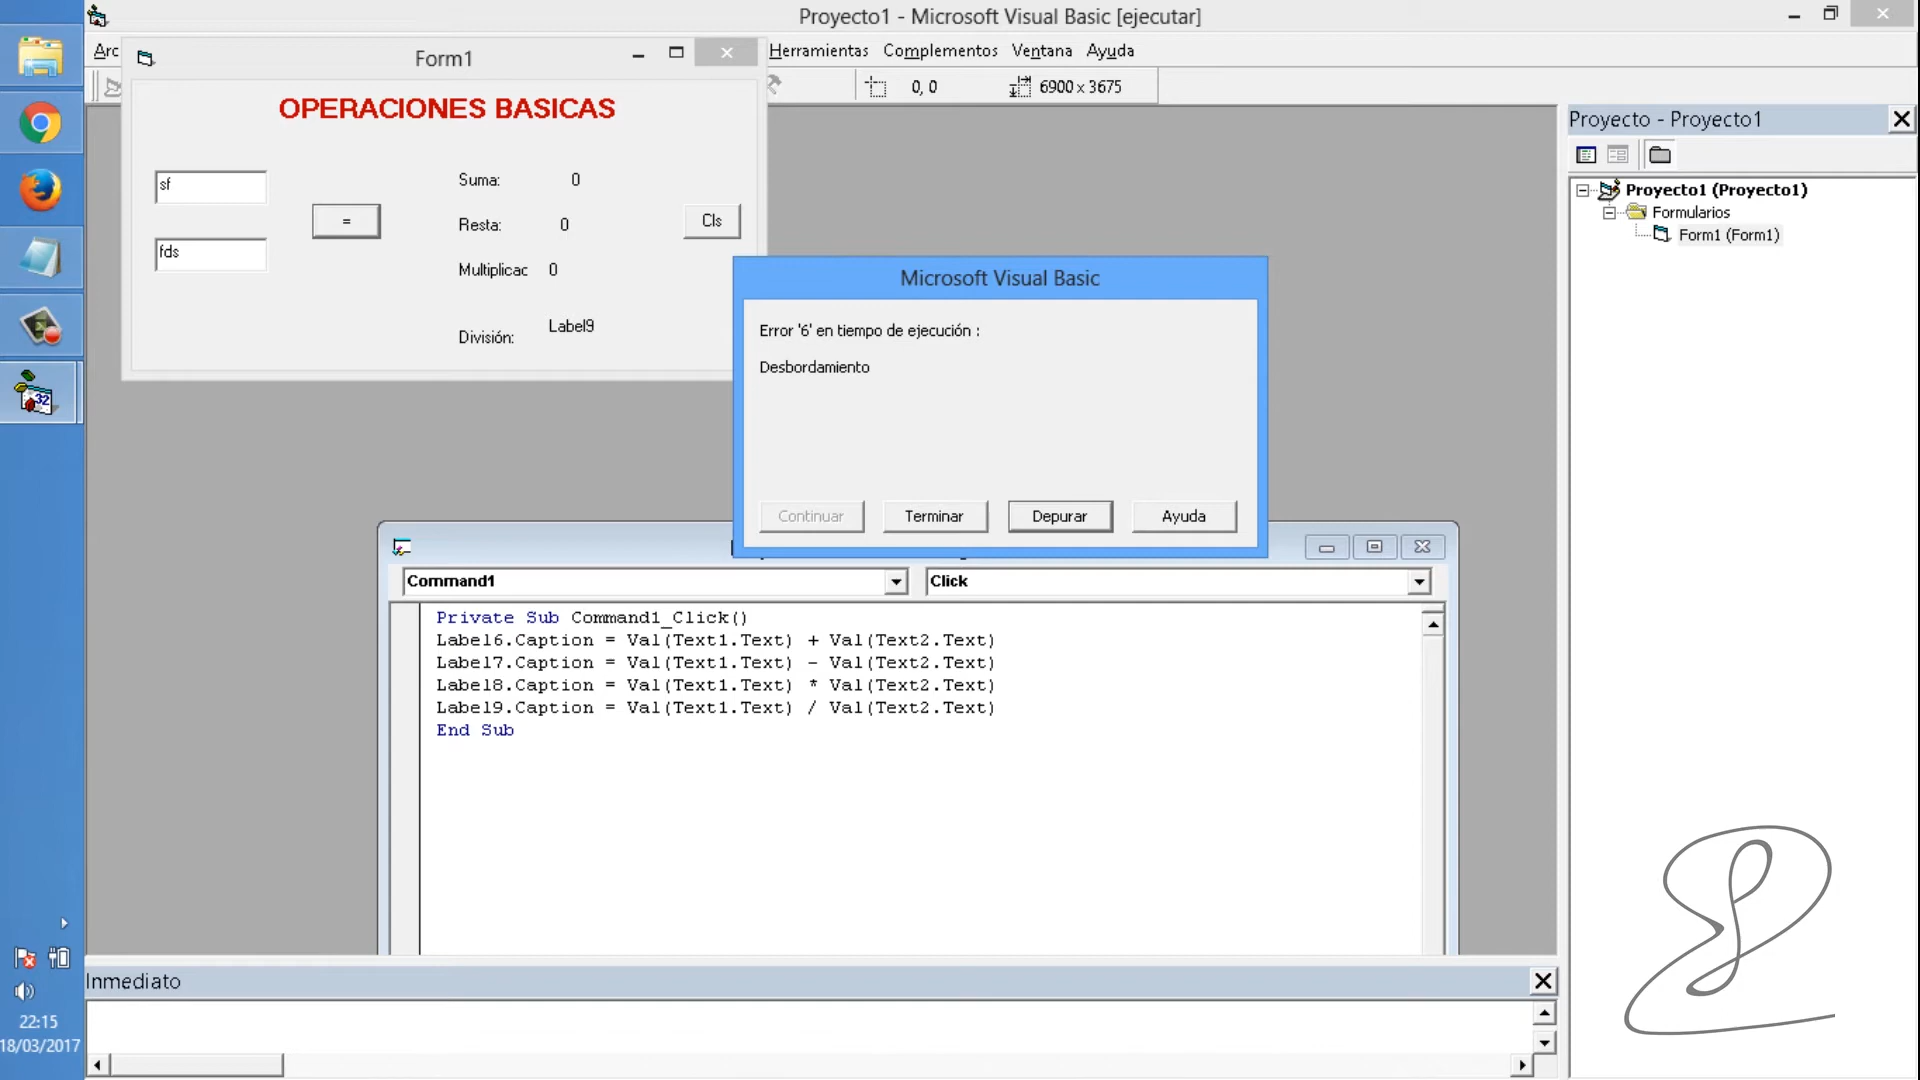 Proyecto1 - Microsoft Visual Basic [ejecutar]
Arc
Herramientas Complementos Ventana Ayuda
0, 0
6900 x 3675
Form1
OPERACIONES BASICAS
sf
fds
=
Suma: 0
Resta: 0
Multiplicac 0
División: Label9
Cls
Microsoft Visual Basic
Error '6' en tiempo de ejecución :
Desbordamiento
Continuar Terminar Depurar Ayuda
Command1 Click
Private Sub Command1_Click()
Label6.Caption = Val(Text1.Text) + Val(Text2.Text)
Label7.Caption = Val(Text1.Text) - Val(Text2.Text)
Label8.Caption = Val(Text1.Text) * Val(Text2.Text)
Label9.Caption = Val(Text1.Text) / Val(Text2.Text)
End Sub
Proyecto - Proyecto1
Proyecto1 (Proyecto1)
Formularios
Form1 (Form1)
Inmediato
32
22:15
18/03/2017